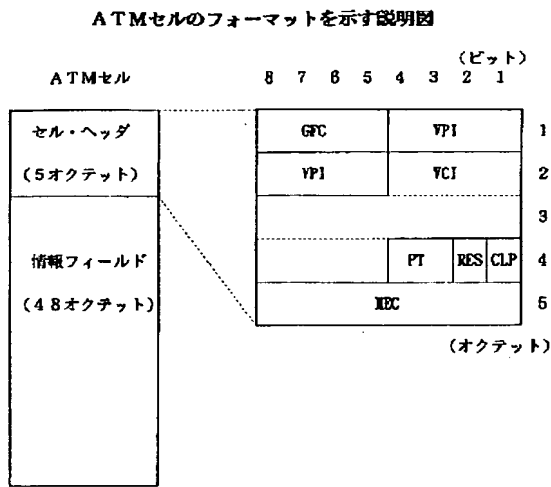 ATMセルのフォーマットを示す説明図
(ビット)
ATMセル
8 7 6 5 4 3 2 1
セル・ヘッダ
(5オクテット)
情報フィールド
(48オクテット)
GFC VPI 1
VPI VCI 2
3
PT RES CLP 4
HEC 5
(オクテット)